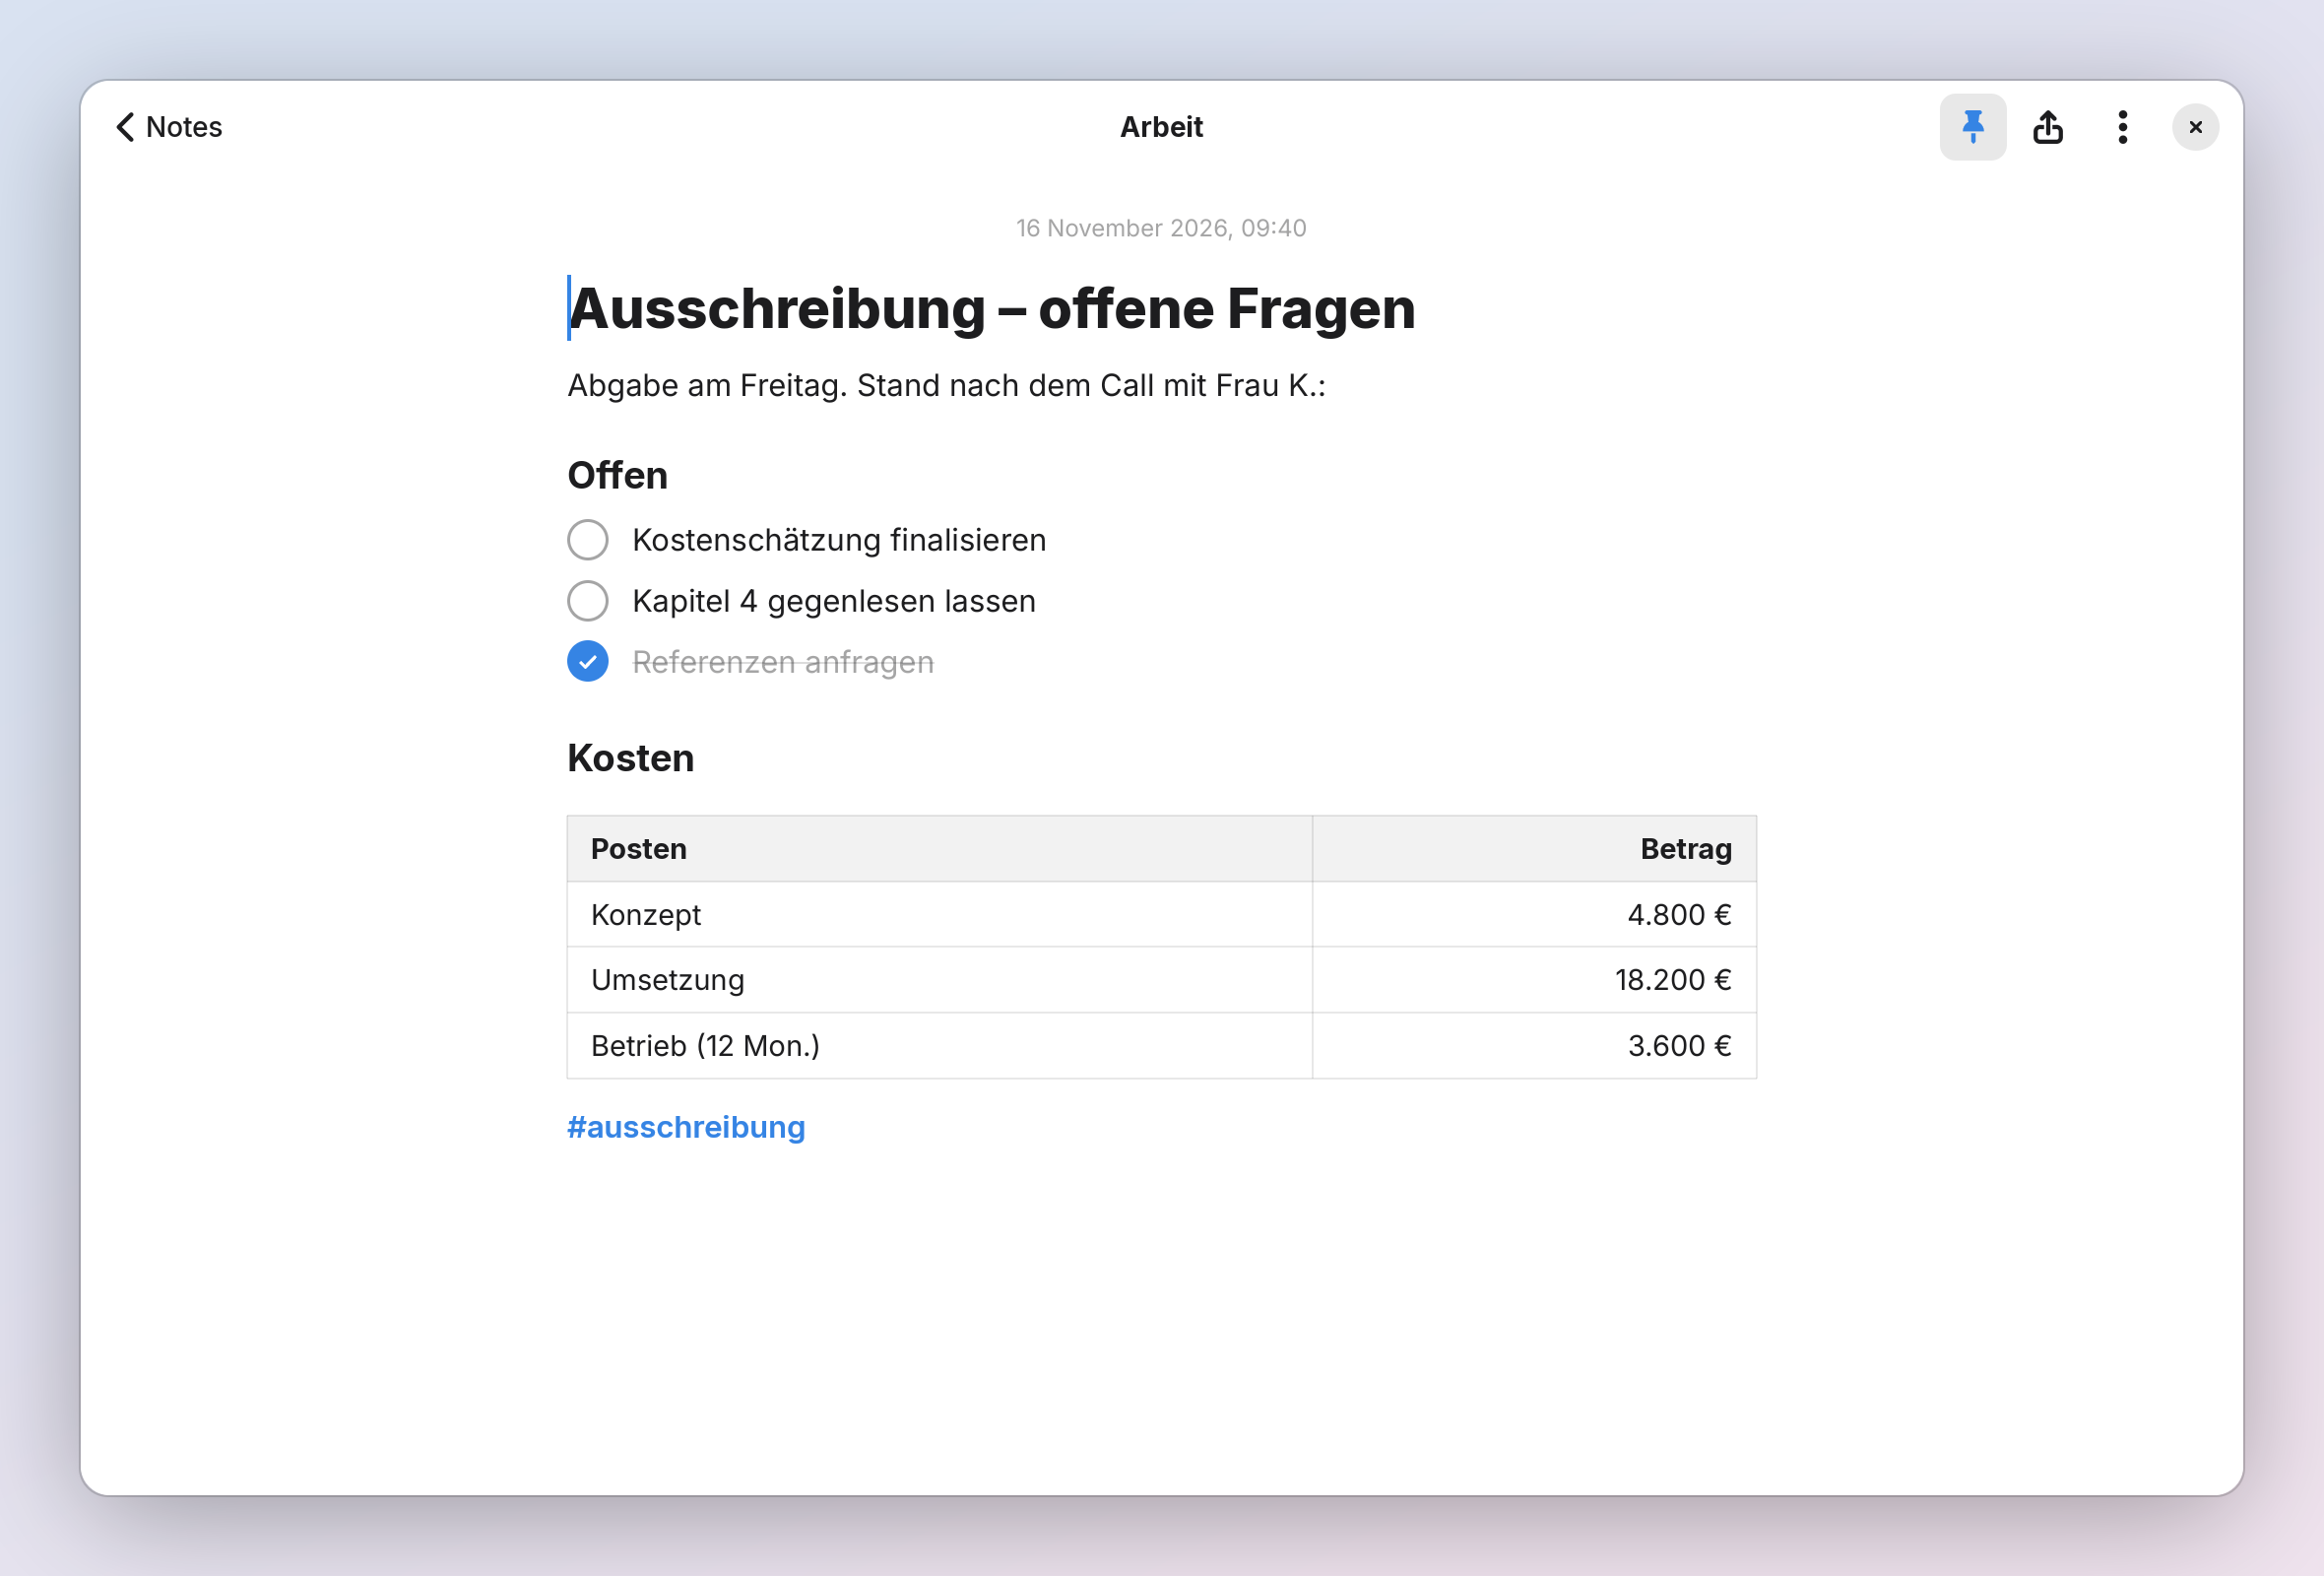 Notes
Arbeit
16 November 2026, 09:40
Ausschreibung – offene Fragen
Abgabe am Freitag. Stand nach dem Call mit Frau K.:
Offen
Kostenschätzung finalisieren
Kapitel 4 gegenlesen lassen
Referenzen anfragen
Kosten
Posten Betrag
Konzept 4.800 €
Umsetzung 18.200 €
Betrieb (12 Mon.) 3.600 €
#ausschreibung